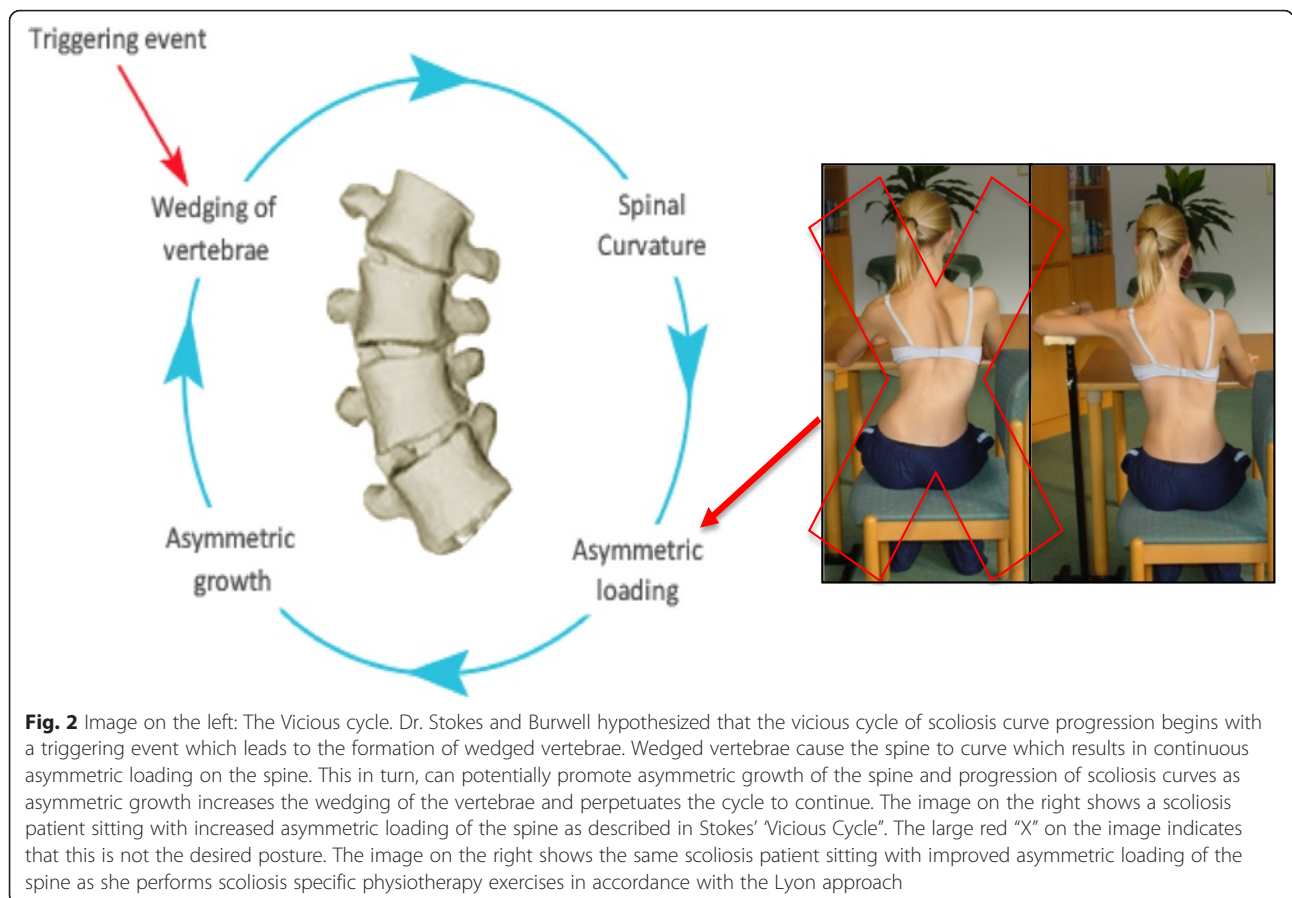 Triggering event
Wedging of
vertebrae
Spinal
Curvature
Asymmetric
growth
Asymmetric
loading
Fig. 2 Image on the left: The Vicious cycle. Dr. Stokes and Burwell hypothesized that the vicious cycle of scoliosis curve progression begins with
a triggering event which leads to the formation of wedged vertebrae. Wedged vertebrae cause the spine to curve which results in continuous
asymmetric loading on the spine. This in turn, can potentially promote asymmetric growth of the spine and progression of scoliosis curves as
asymmetric growth increases the wedging of the vertebrae and perpetuates the cycle to continue. The image on the right shows a scoliosis
patient sitting with increased asymmetric loading of the spine as described in Stokes' ‘Vicious Cycle”. The large red “X” on the image indicates
that this is not the desired posture. The image on the right shows the same scoliosis patient sitting with improved asymmetric loading of the
spine as she performs scoliosis specific physiotherapy exercises in accordance with the Lyon approach